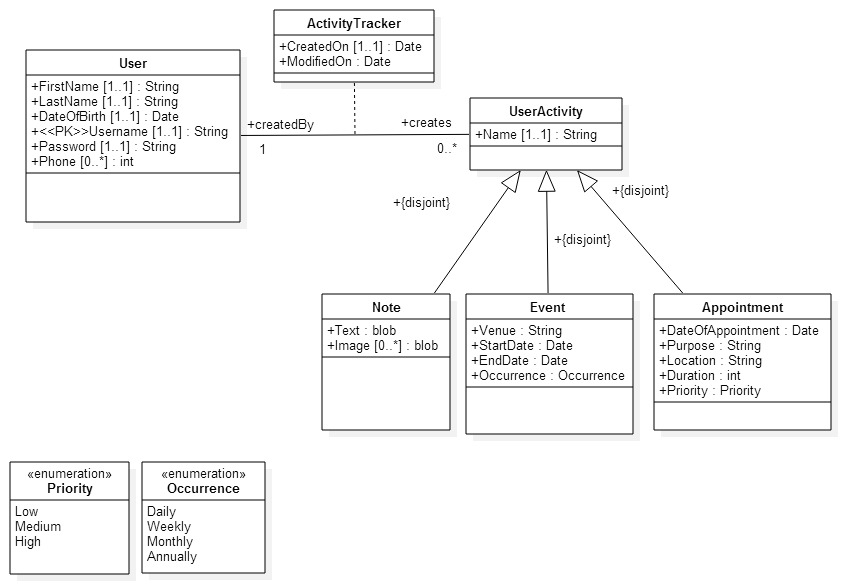 ActivityTracker
+CreatedOn [1..1] : Date
+ModifiedOn : Date
User
+FirstName [1..1] : String
+LastName [1..1] : String
+DateOfBirth [1..1] : Date
+<<PK>>Username [1..1] : String
+Password [1..1] : String
+Phone [0..*] : int
+createdBy
1
+creates
0..*
UserActivity
+Name [1..1] : String
+{disjoint}
+{disjoint}
+{disjoint}
Note
+Text : blob
+Image [0..*] : blob
Event
+Venue : String
+StartDate : Date
+EndDate : Date
+Occurrence : Occurrence
Appointment
+DateOfAppointment : Date
+Purpose : String
+Location : String
+Duration : int
+Priority : Priority
«enumeration»
Priority
Low
Medium
High
«enumeration»
Occurrence
Daily
Weekly
Monthly
Annually